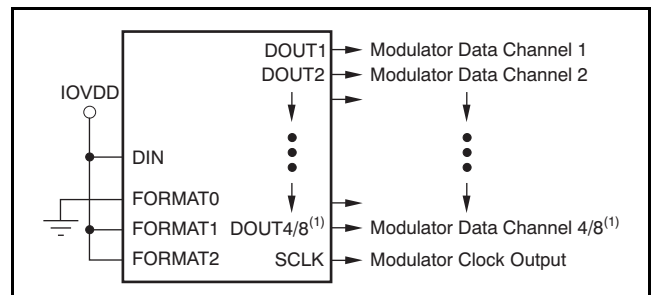 DOUT1 Modulator Data Channel 1
DOUT2 Modulator Data Channel 2
IOVDD
DIN
FORMAT0
FORMAT1 DOUT4/8(1) Modulator Data Channel 4/8(1)
FORMAT2 SCLK Modulator Clock Output